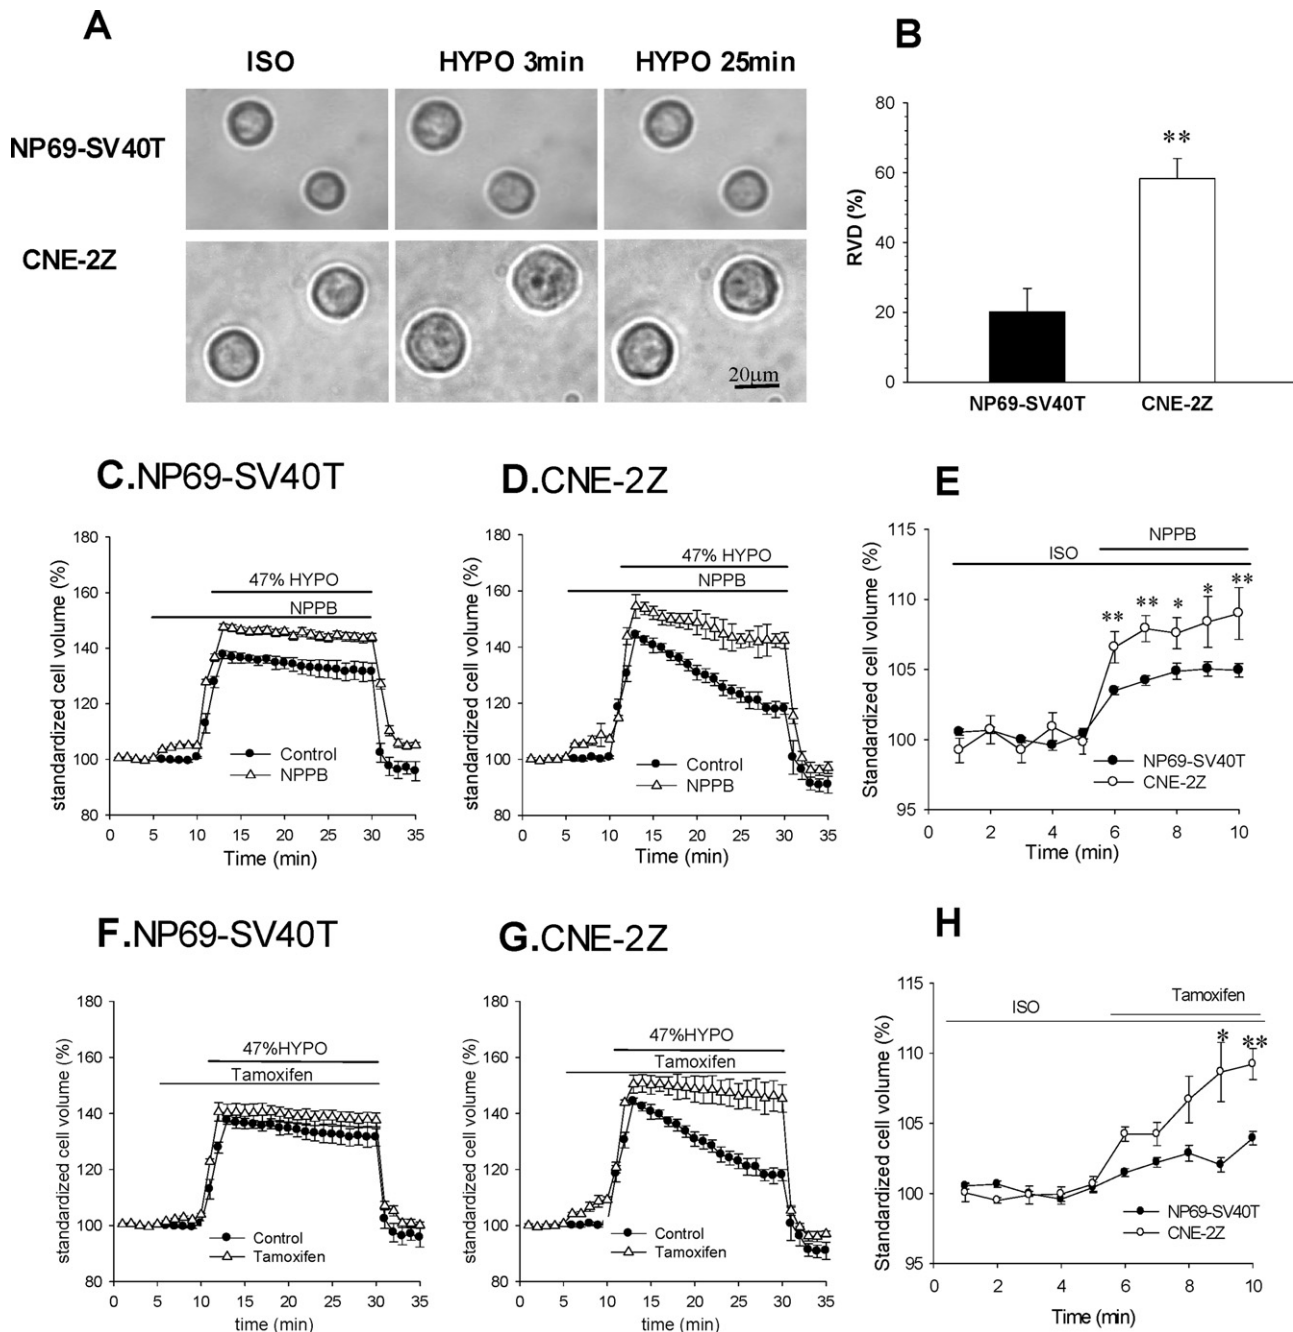 A
B
ISO
HYPO 3min
HYPO 25min
NP69-SV40T
CNE-2Z
20μm
RVD (%)
80
60
40
20
0
**
NP69-SV40T
CNE-2Z
C.NP69-SV40T
standardized cell volume (%)
180
160
140
120
100
80
47% HYPO
NPPB
Control
NPPB
0 5 10 15 20 25 30 35
Time (min)
D.CNE-2Z
standardized cell volume (%)
180
160
140
120
100
80
47% HYPO
NPPB
Control
NPPB
0 5 10 15 20 25 30 35
Time (min)
E
Standardized cell volume (%)
115
110
105
100
95
NPPB
ISO
** ** * * **
NP69-SV40T
CNE-2Z
0 2 4 6 8 10
Time (min)
F.NP69-SV40T
standardized cell volume (%)
180
160
140
120
100
80
47%HYPO
Tamoxifen
Control
Tamoxifen
0 5 10 15 20 25 30 35
time (min)
G.CNE-2Z
standardized cell volume (%)
180
160
140
120
100
80
47%HYPO
Tamoxifen
Control
Tamoxifen
0 5 10 15 20 25 30 35
time (min)
H
Standardized cell volume (%)
115
110
105
100
95
Tamoxifen
ISO
* **
NP69-SV40T
CNE-2Z
0 2 4 6 8 10
Time (min)